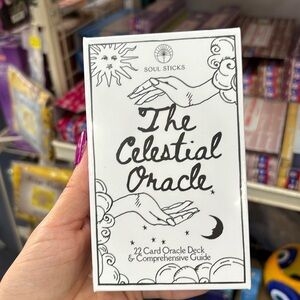 SOUL STICKS
The
Celestial
Oracle
22 Card Oracle Deck
& Comprehensive Guide